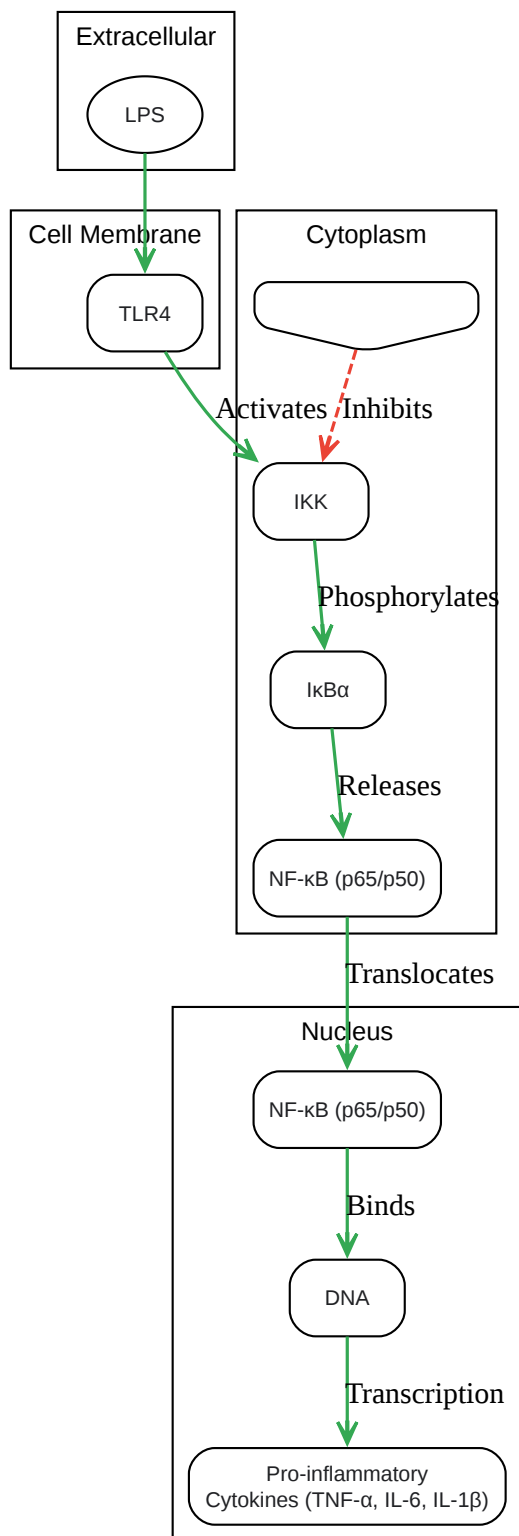 Extracellular
LPS
Cell Membrane
Cytoplasm
TLR4
Activates
Inhibits
IKK
Phosphorylates
IκBα
Releases
NF-κB (p65/p50)
Translocates
Nucleus
NF-κB (p65/p50)
Binds
DNA
Transcription
Pro-inflammatory
Cytokines (TNF-α, IL-6, IL-1β)